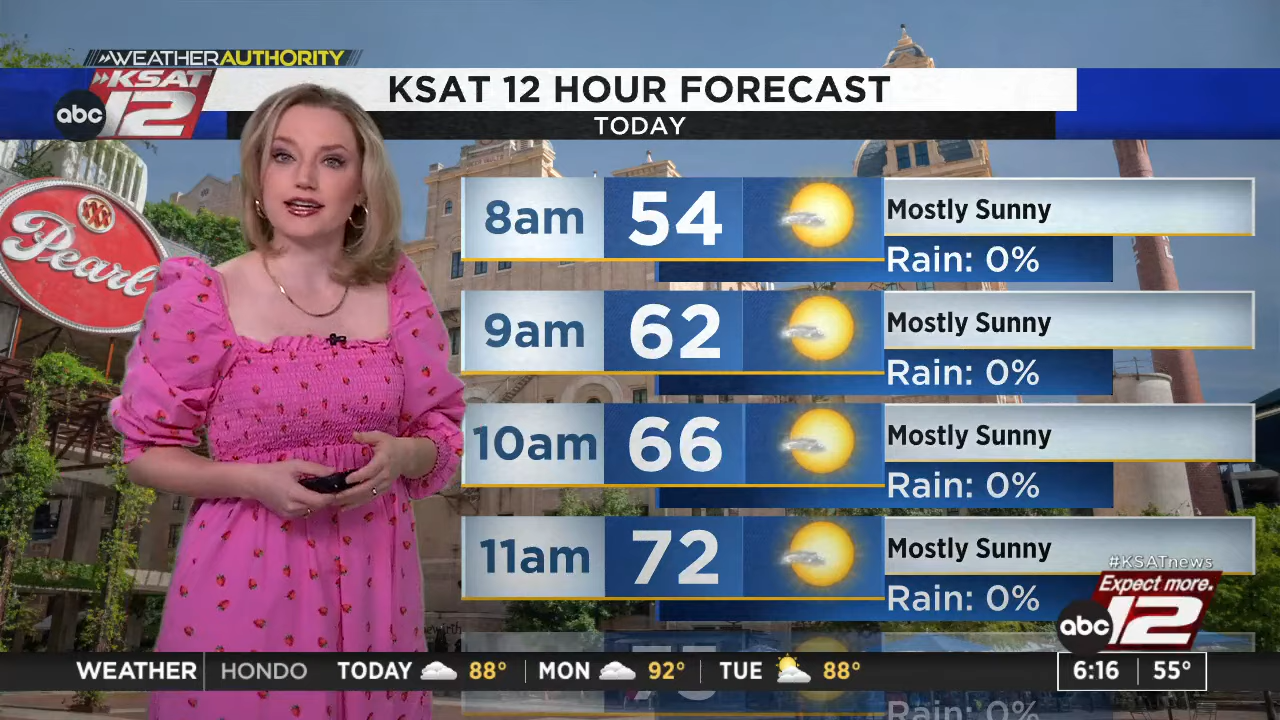 WEATHERAUTHORITY
KSAT
abc 12
KSAT 12 HOUR FORECAST
TODAY
Pearl
8am 54 Mostly Sunny
Rain: 0%
9am 62 Mostly Sunny
Rain: 0%
10am 66 Mostly Sunny
Rain: 0%
11am 72 Mostly Sunny
Rain: 0%
#KSATnews
Expect more.
abc 12
WEATHER HONDO TODAY 88° MON 92° TUE 88° 6:16 55°
Rain: 0%